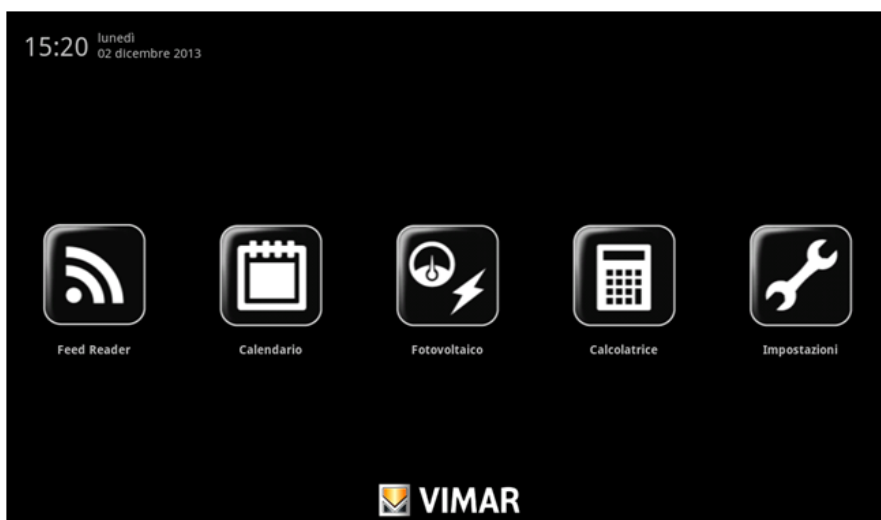 15:20
lunedì
02 dicembre 2013
Feed Reader
Calendario
Fotovoltaico
Calcolatrice
Impostazioni
VIMAR